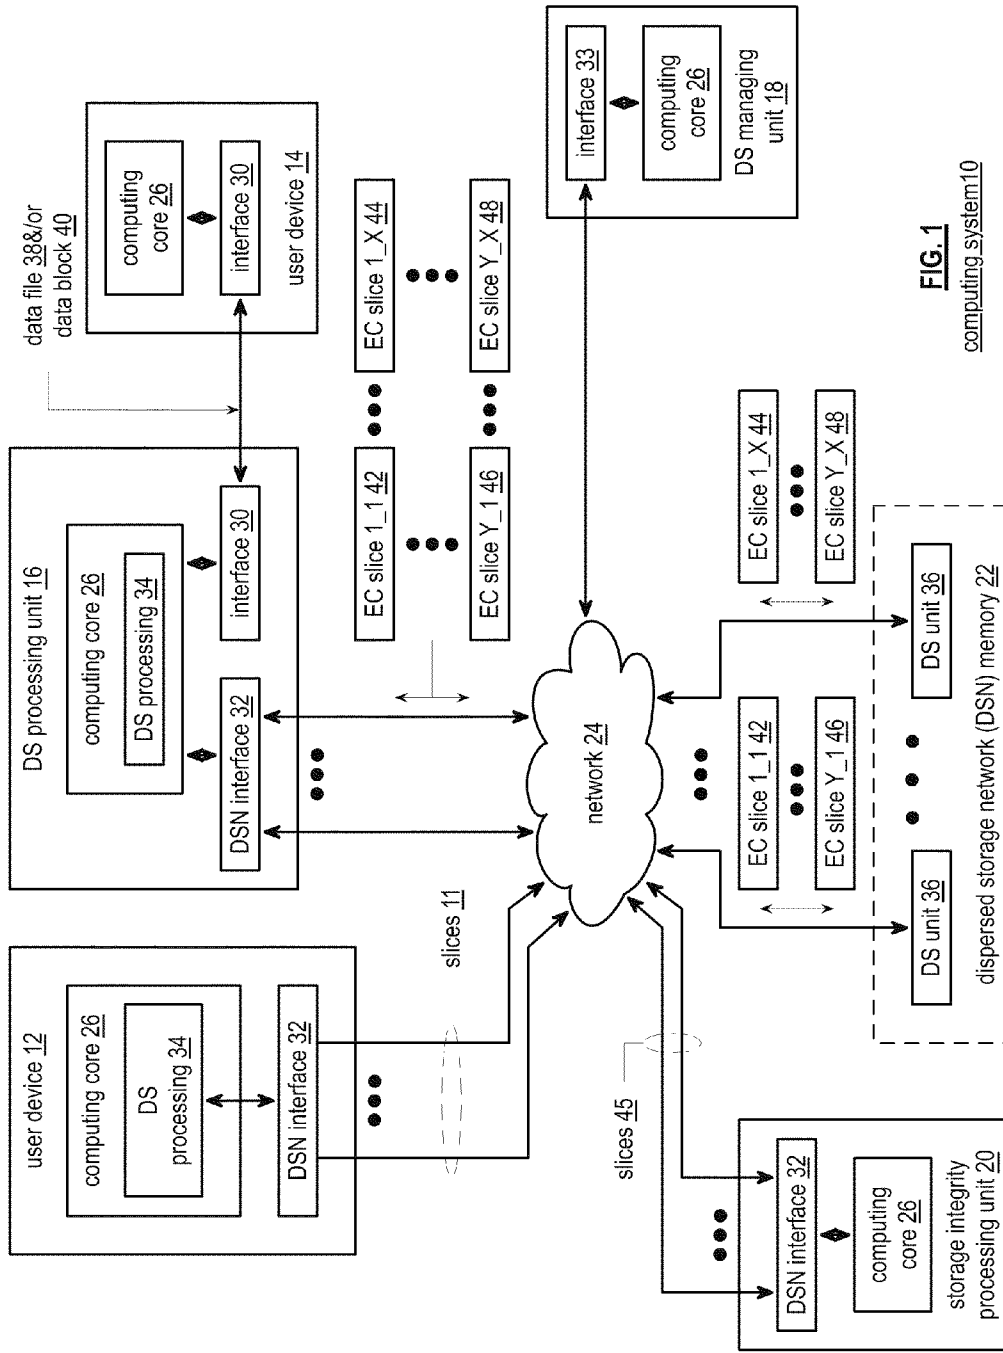 user device 12
computing core 26
DS
processing 34
DSN interface 32
DS processing unit 16
computing core 26
DS processing 34
DSN interface 32
interface 30
data file 38&/or
data block 40
computing
core 26
interface 30
user device 14
slices 11
EC slice 1_1 42
EC slice 1_X 44
EC slice Y_1 46
EC slice Y_X 48
network 24
slices 45
interface 33
computing
core 26
DS managing
unit 18
DSN interface 32
computing
core 26
storage integrity
processing unit 20
EC slice 1_1 42
EC slice Y_1 46
EC slice 1_X 44
EC slice Y_X 48
DS unit 36
DS unit 36
dispersed storage network (DSN) memory 22
FIG. 1
computing system10